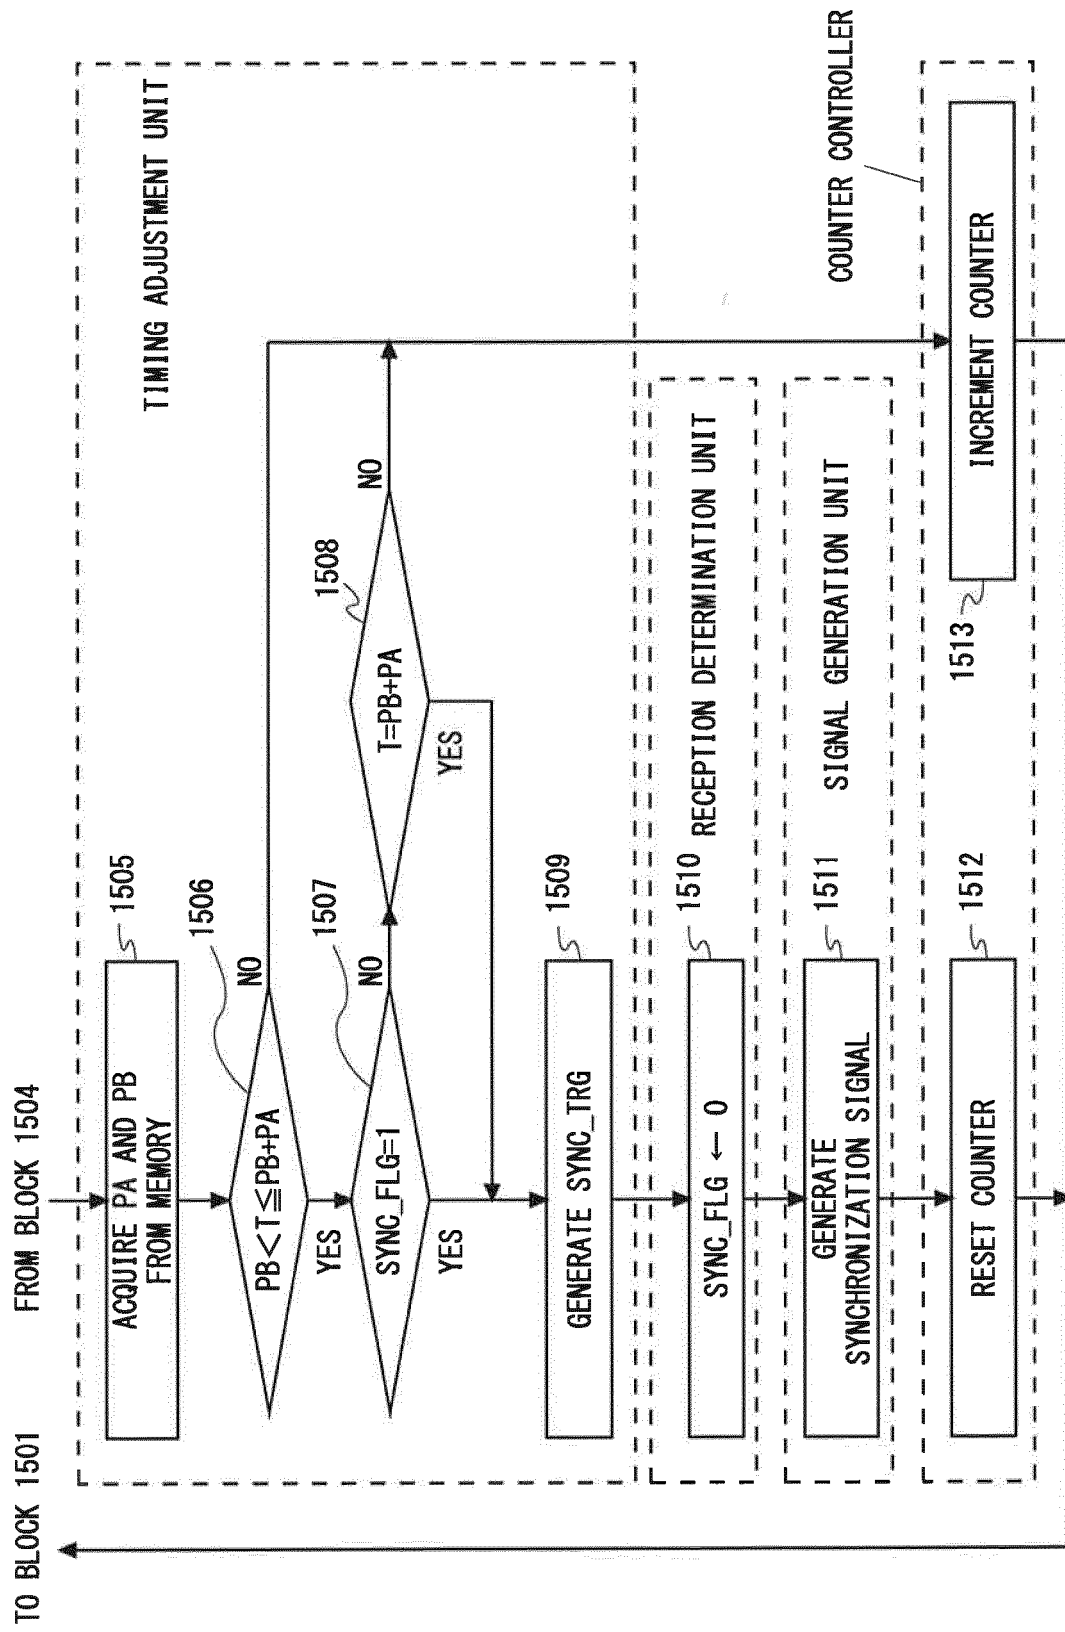 TO BLOCK 1501
FROM BLOCK 1504
TIMING ADJUSTMENT UNIT
ACQUIRE PA AND PB
FROM MEMORY
1505
PB<T≦PB+PA
1506
NO
YES
SYNC_FLG=1
1507
NO
YES
T=PB+PA
1508
NO
YES
GENERATE SYNC_TRG
1509
RECEPTION DETERMINATION UNIT
SYNC_FLG ← 0
1510
SIGNAL GENERATION UNIT
GENERATE
SYNCHRONIZATION SIGNAL
1511
COUNTER CONTROLLER
RESET COUNTER
1512
INCREMENT COUNTER
1513